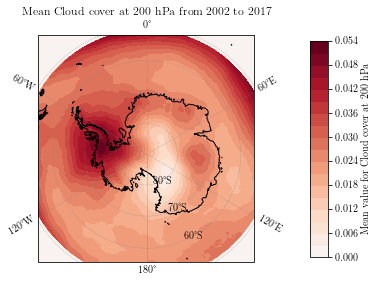 Mean Cloud cover at 200 hPa from 2002 to 2017
0°
60°W
60°E
120°W
120°E
180°
80°S
70°S
60°S
0.054
0.048
0.042
0.036
0.030
0.024
0.018
0.012
0.006
0.000
Mean value for Cloud cover at 200 hPa